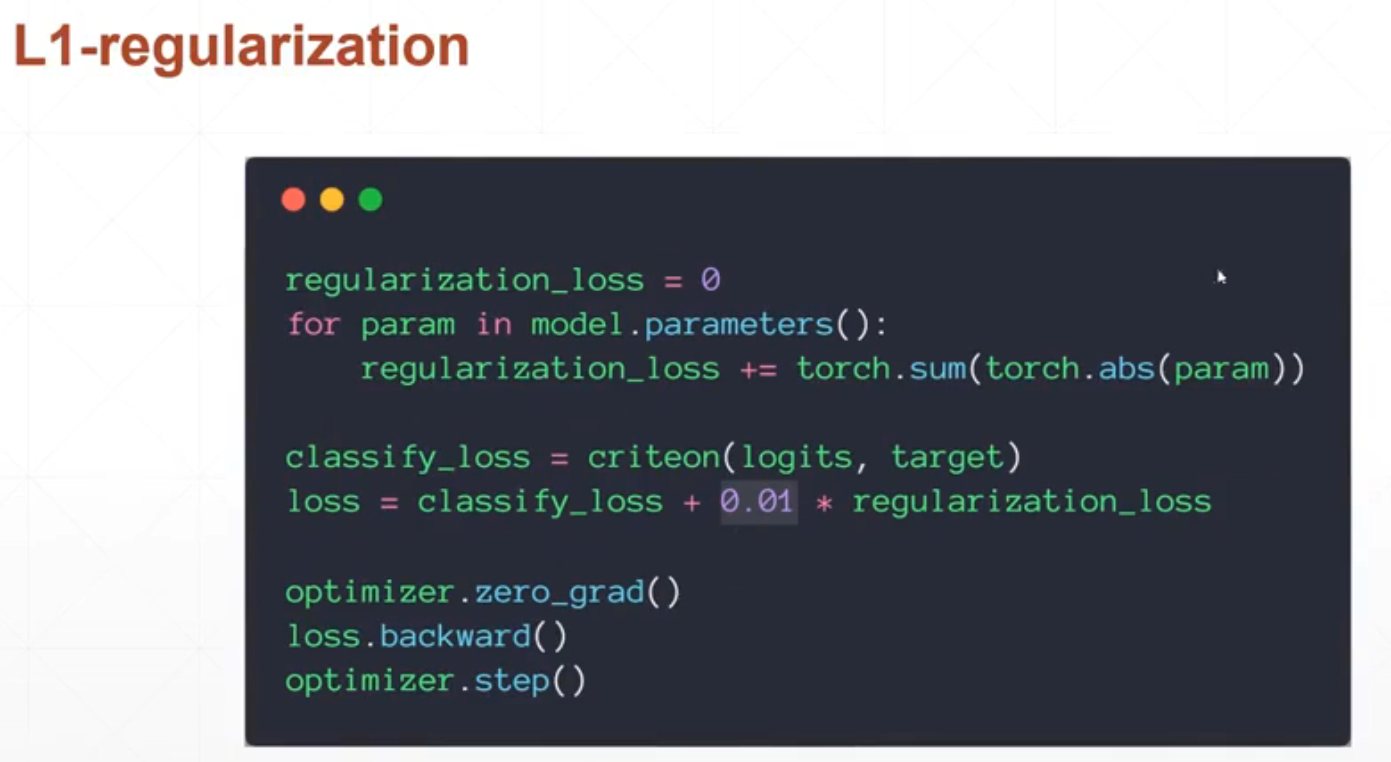 L1-regularization
regularization_loss = 0
for param in model.parameters():
    regularization_loss += torch.sum(torch.abs(param))
classify_loss = criteon(logits, target)
loss = classify_loss + 0.01 * regularization_loss
optimizer.zero_grad()
loss.backward()
optimizer.step()